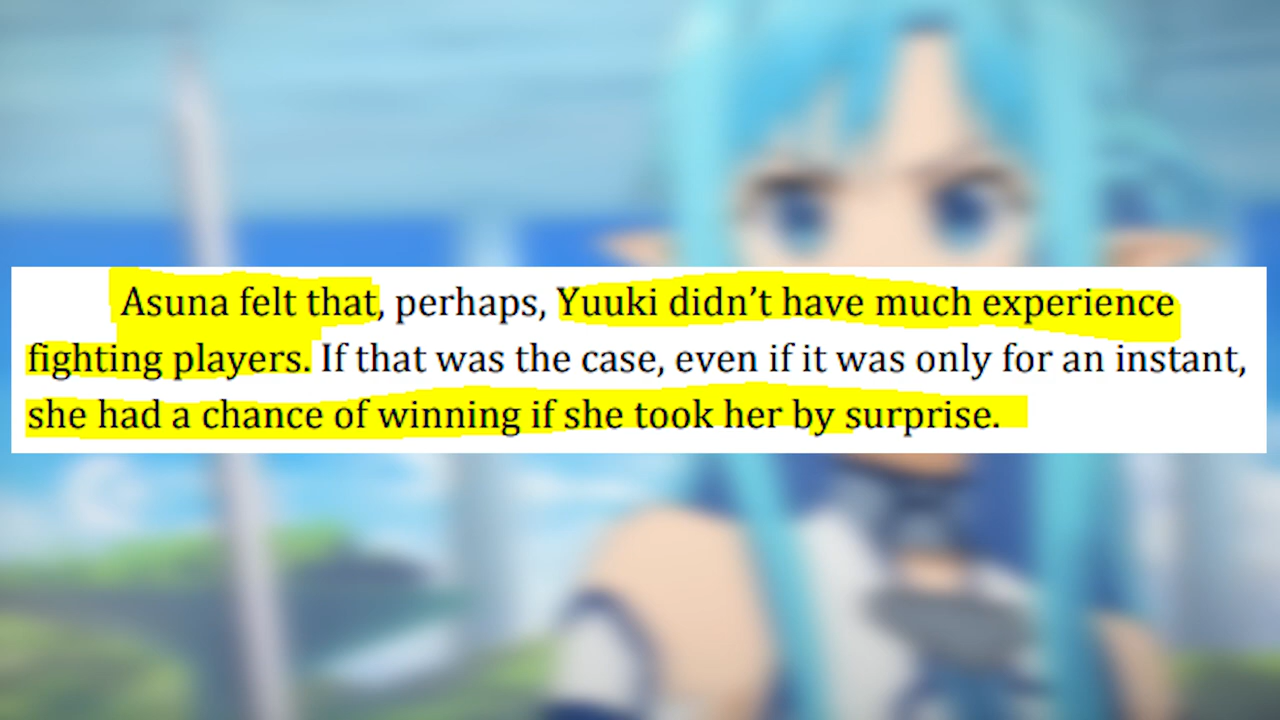 Asuna felt that, perhaps, Yuuki didn’t have much experience
fighting players. If that was the case, even if it was only for an instant,
she had a chance of winning if she took her by surprise.